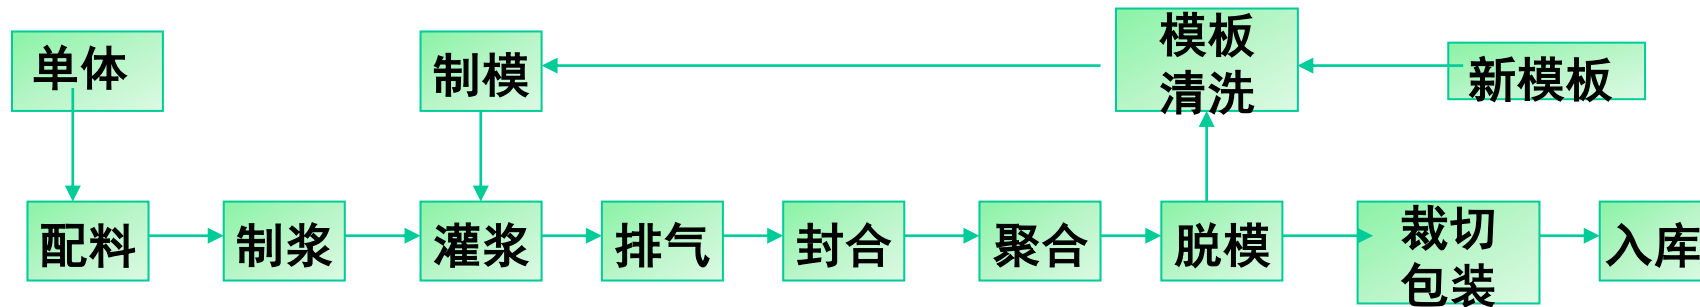 单体
制模
模板
清洗
新模板
配料
制浆
灌浆
排气
封合
聚合
脱模
裁切
包装
入库